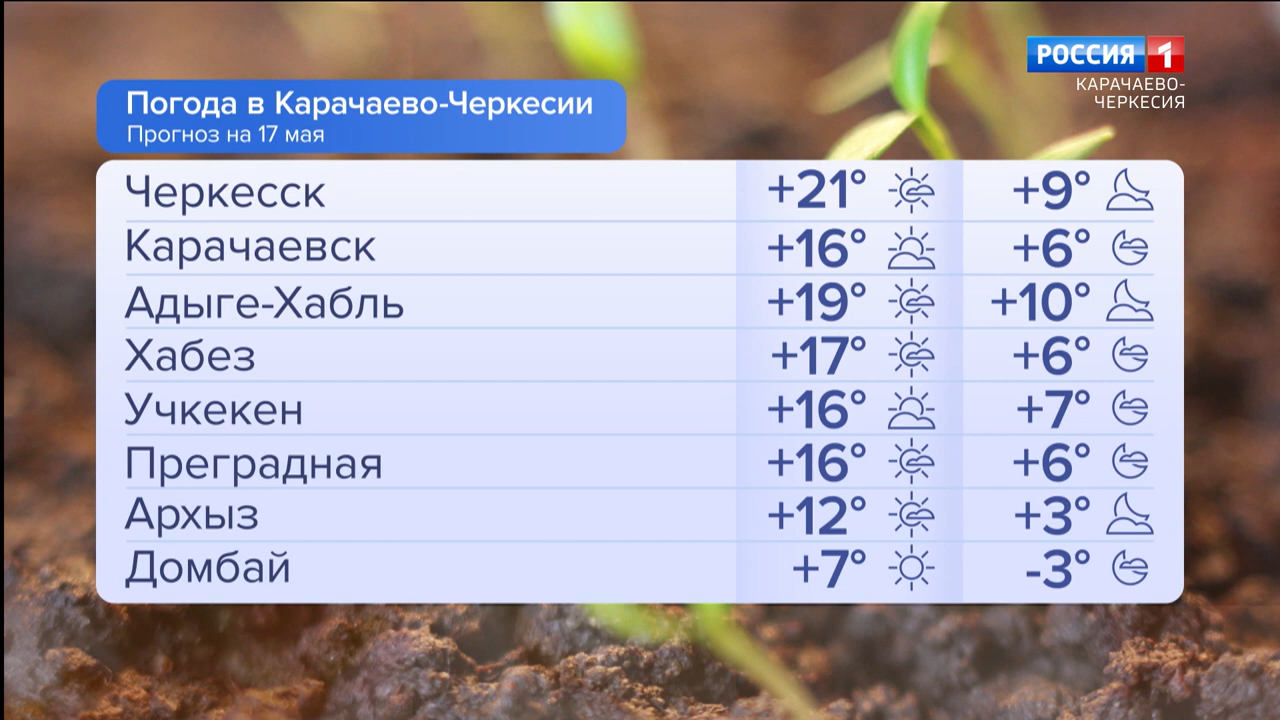 РОССИЯ 1
КАРАЧАЕВО-
ЧЕРКЕСИЯ
Погода в Карачаево-Черкесии
Прогноз на 17 мая
Черкесск +21° +9°
Карачаевск +16° +6°
Адыге-Хабль +19° +10°
Хабез +17° +6°
Учкекен +16° +7°
Преградная +16° +6°
Архыз +12° +3°
Домбай +7° -3°